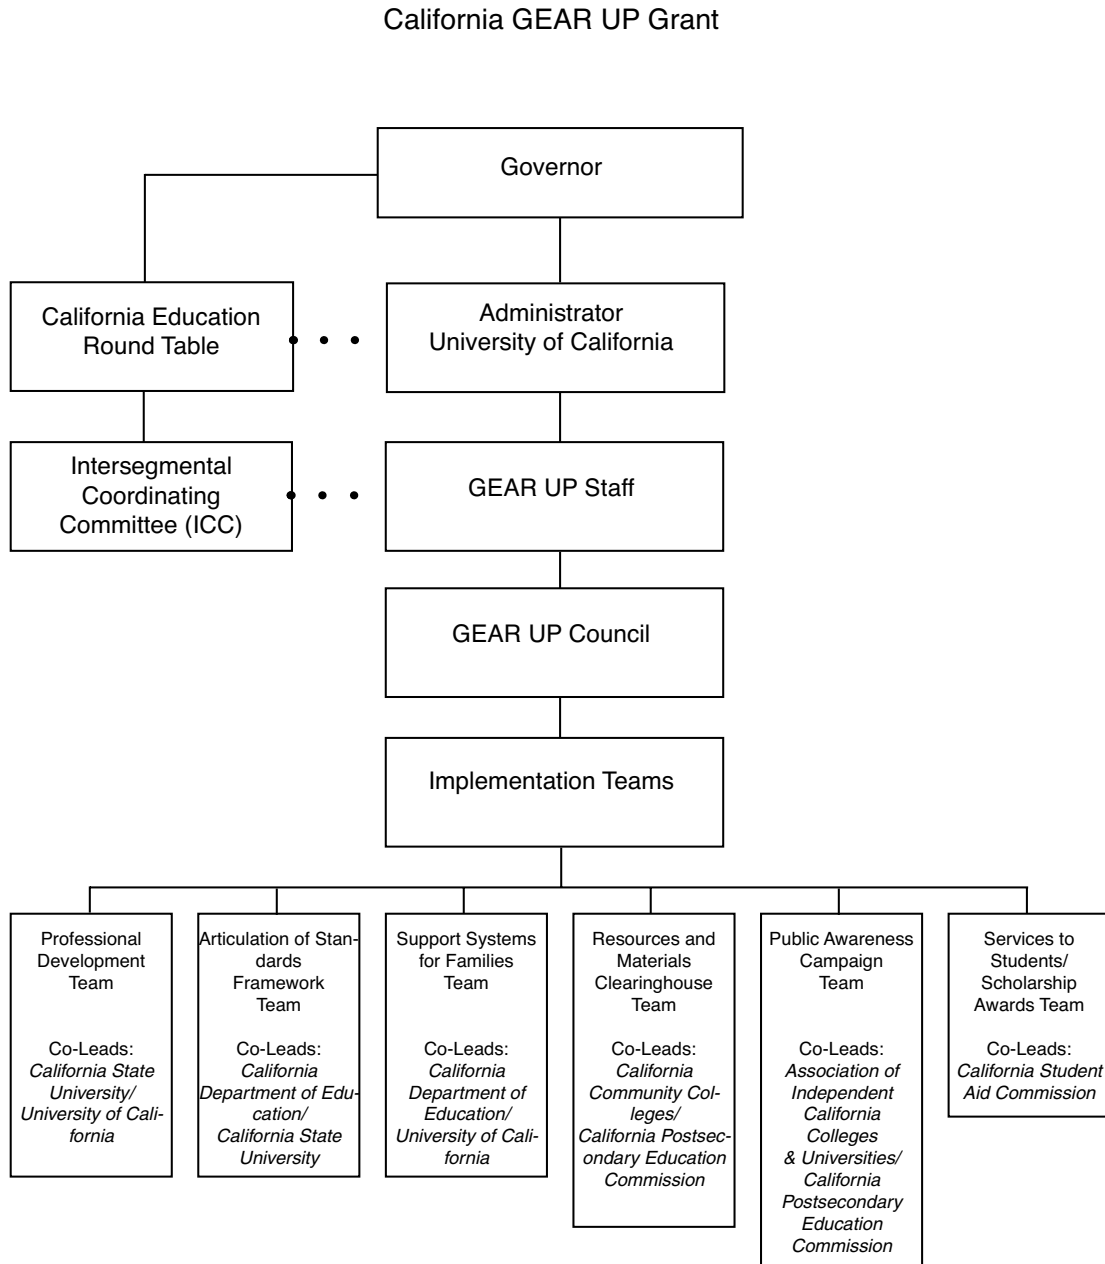 California GEAR UP Grant
Governor
California Education
Round Table
Administrator
University of California
Intersegmental
Coordinating
Committee (ICC)
GEAR UP Staff
GEAR UP Council
Implementation Teams
Professional
Development
Team
Co-Leads:
California State
University/
University of Cali-
fornia
Articulation of Stan-
dards
Framework
Team
Co-Leads:
California
Department of Edu-
cation/
California State
University
Support Systems
for Families
Team
Co-Leads:
California
Department of
Education/
University of Cali-
fornia
Resources and
Materials
Clearinghouse
Team
Co-Leads:
California
Community Col-
leges/
California Postsec-
ondary Education
Commission
Public Awareness
Campaign
Team
Co-Leads:
Association of
Independent
California
Colleges
& Universities/
California
Postsecondary
Education
Commission
Services to
Students/
Scholarship
Awards Team
Co-Leads:
California Student
Aid Commission